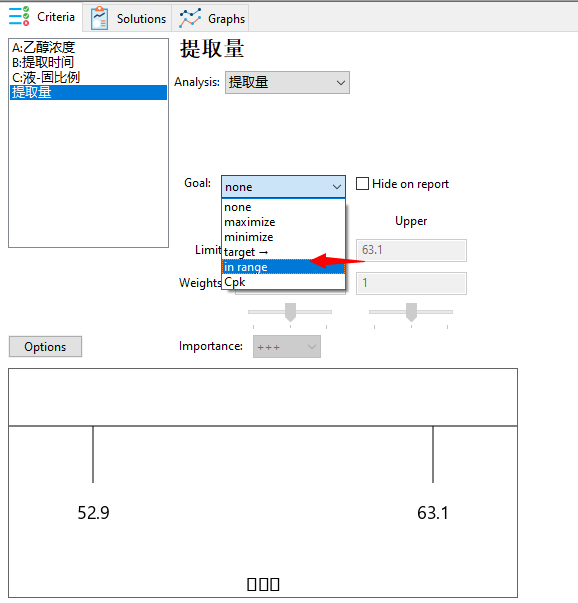 Criteria Solutions Graphs
A:乙醇浓度
B:提取时间
C:液-固比例
提取量
提取量
Analysis: 提取量
Goal: none Hide on report
none
maximize
minimize
target →
in range
Cpk
Upper
Limit 63.1
Weights 1
Options
Importance: +++
52.9 63.1